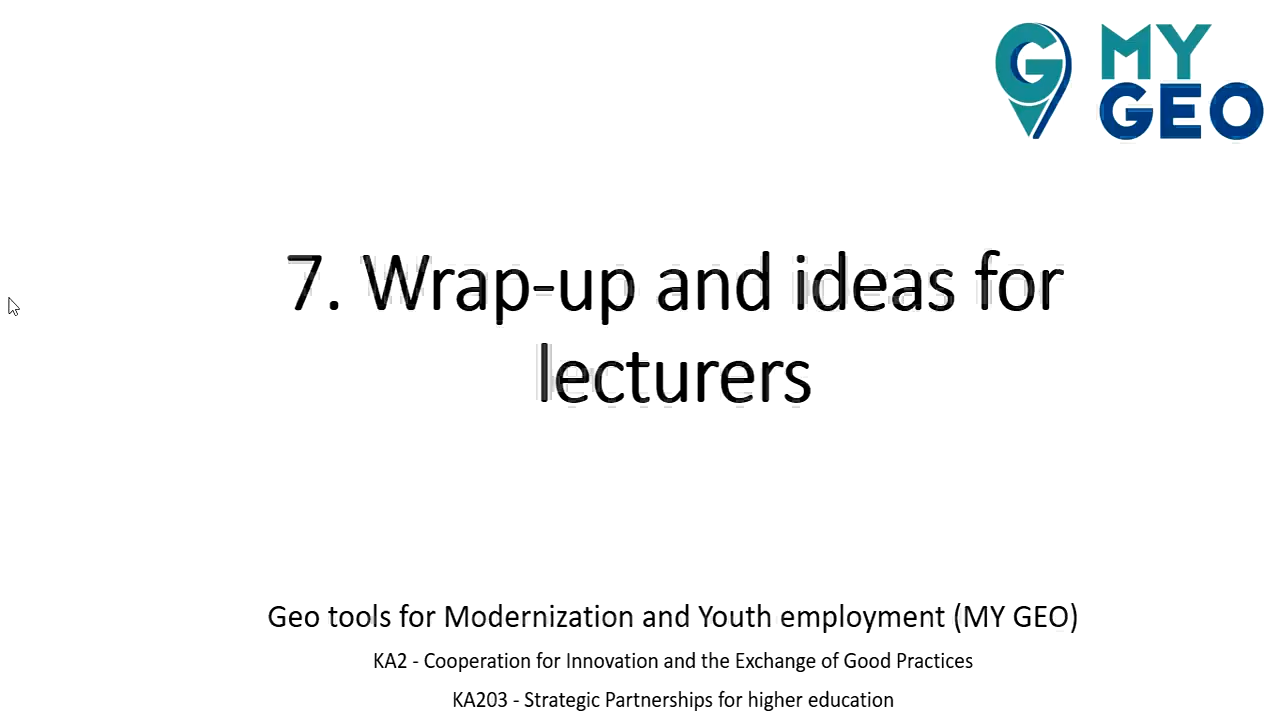 MY
GEO
7. Wrap-up and ideas for
lecturers
Geo tools for Modernization and Youth employment (MY GEO)
KA2 - Cooperation for Innovation and the Exchange of Good Practices
KA203 - Strategic Partnerships for higher education